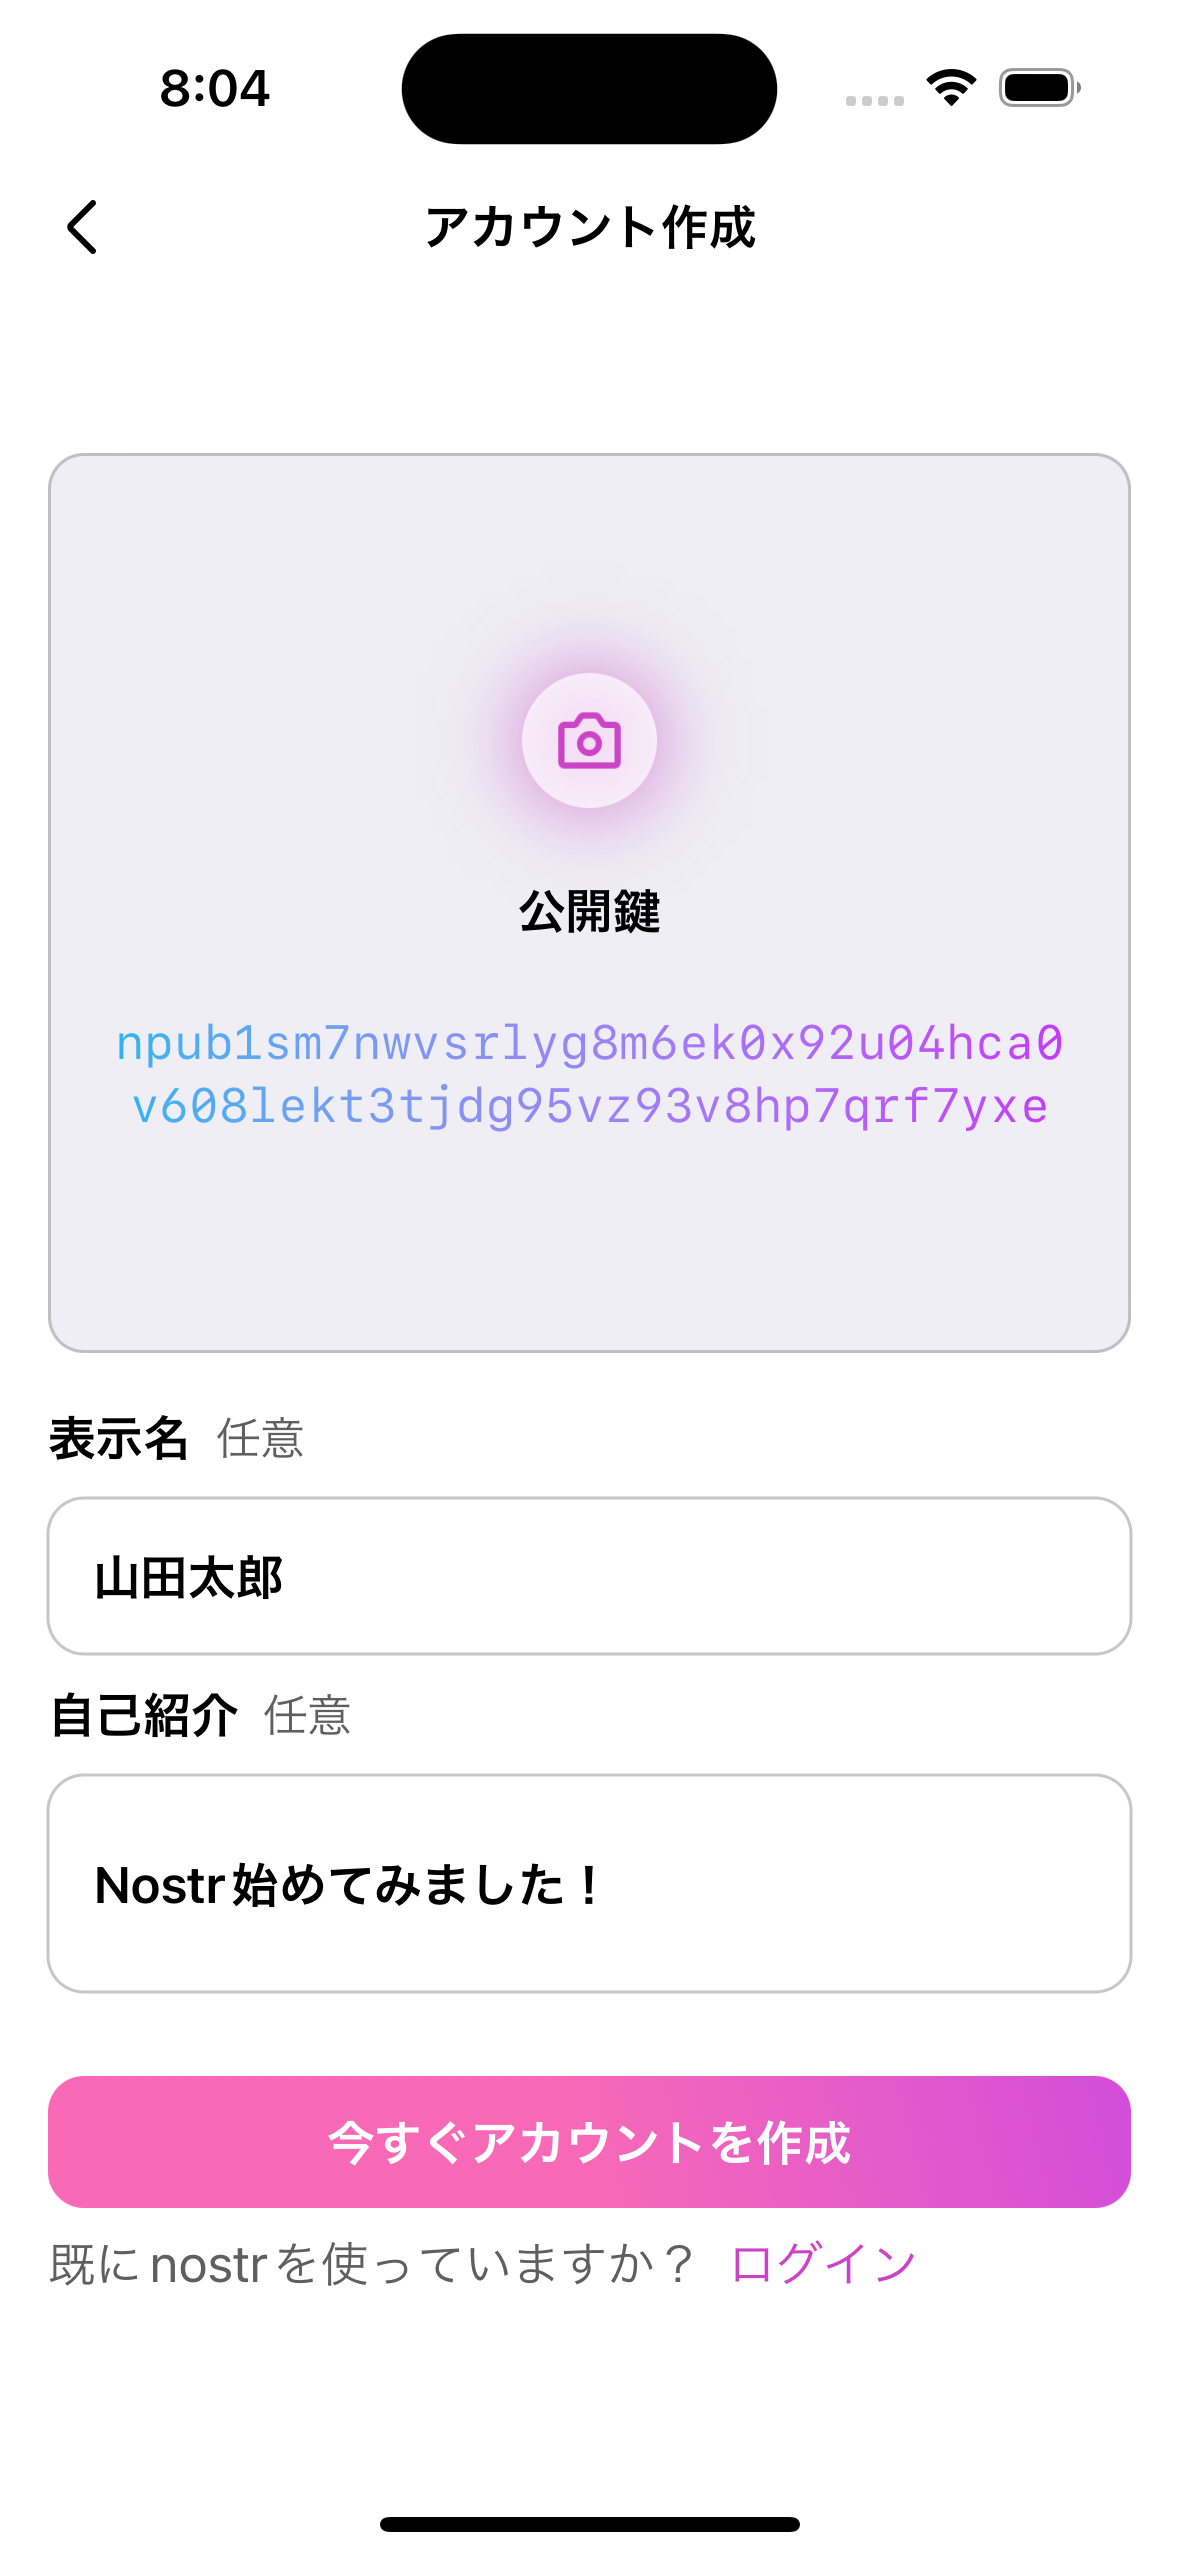 8:04
アカウント作成
公開鍵
npub1sm7nwvsrlyg8m6ek0x92u04hca0
v608lekt3tjdg95vz93v8hp7qrf7yxe
表示名 任意
山田太郎
自己紹介 任意
Nostr始めてみました！
今すぐアカウントを作成
既にnostrを使っていますか？ ログイン